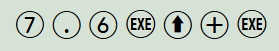 7 . 6 EXE ⬆ + EXE